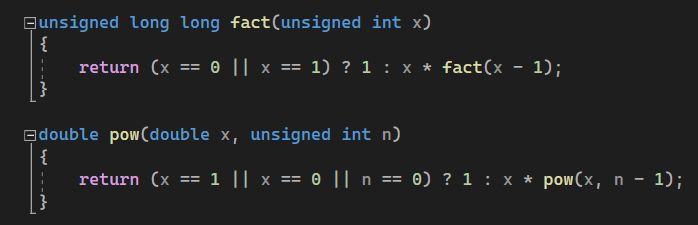 unsigned long long fact(unsigned int x)
{
return (x == 0 || x == 1) ? 1 : x * fact(x - 1);
}
double pow(double x, unsigned int n)
{
return (x == 1 || x == 0 || n == 0) ? 1 : x * pow(x, n - 1);
}